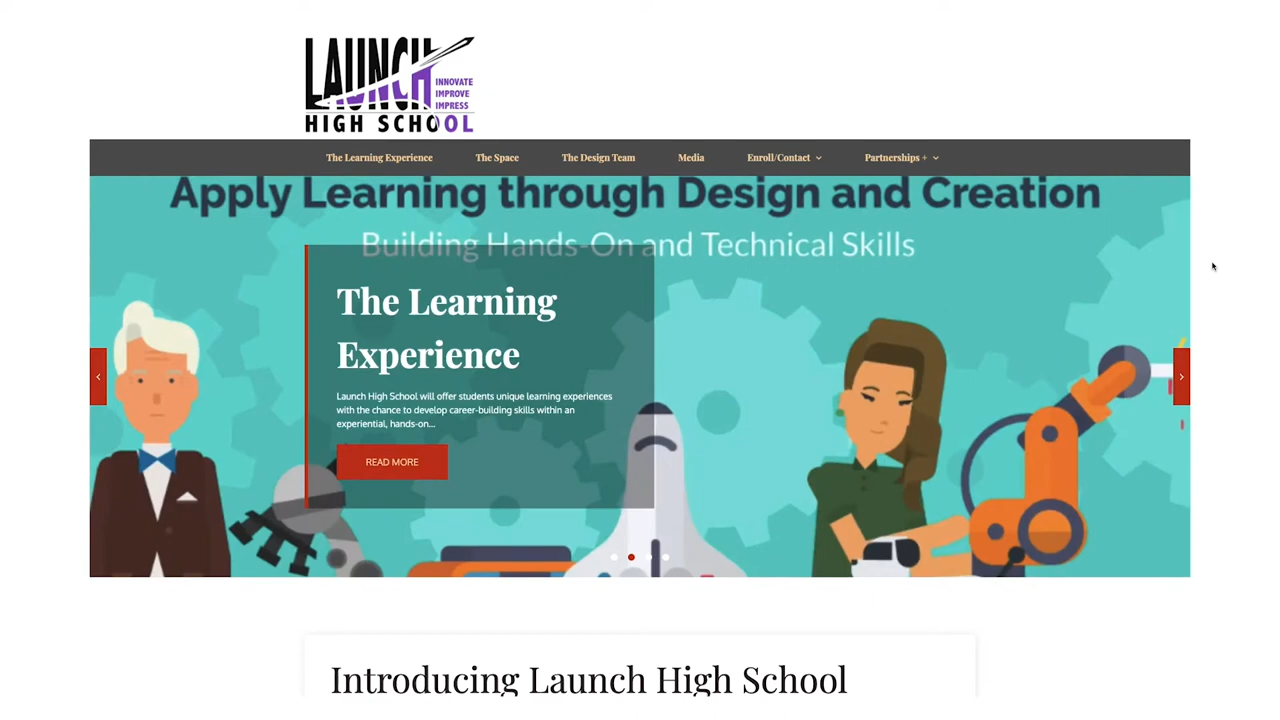 LAUNCH
INNOVATE
IMPROVE
IMPRESS
HIGH SCHOOL
The Learning Experience The Space The Design Team Media Enroll/Contact Partnerships +
Apply Learning through Design and Creation
Building Hands-On and Technical Skills
The Learning
Experience
Launch High School will offer students unique learning experiences
with the chance to develop career-building skills within an
experiential, hands-on...
READ MORE
Introducing Launch High School